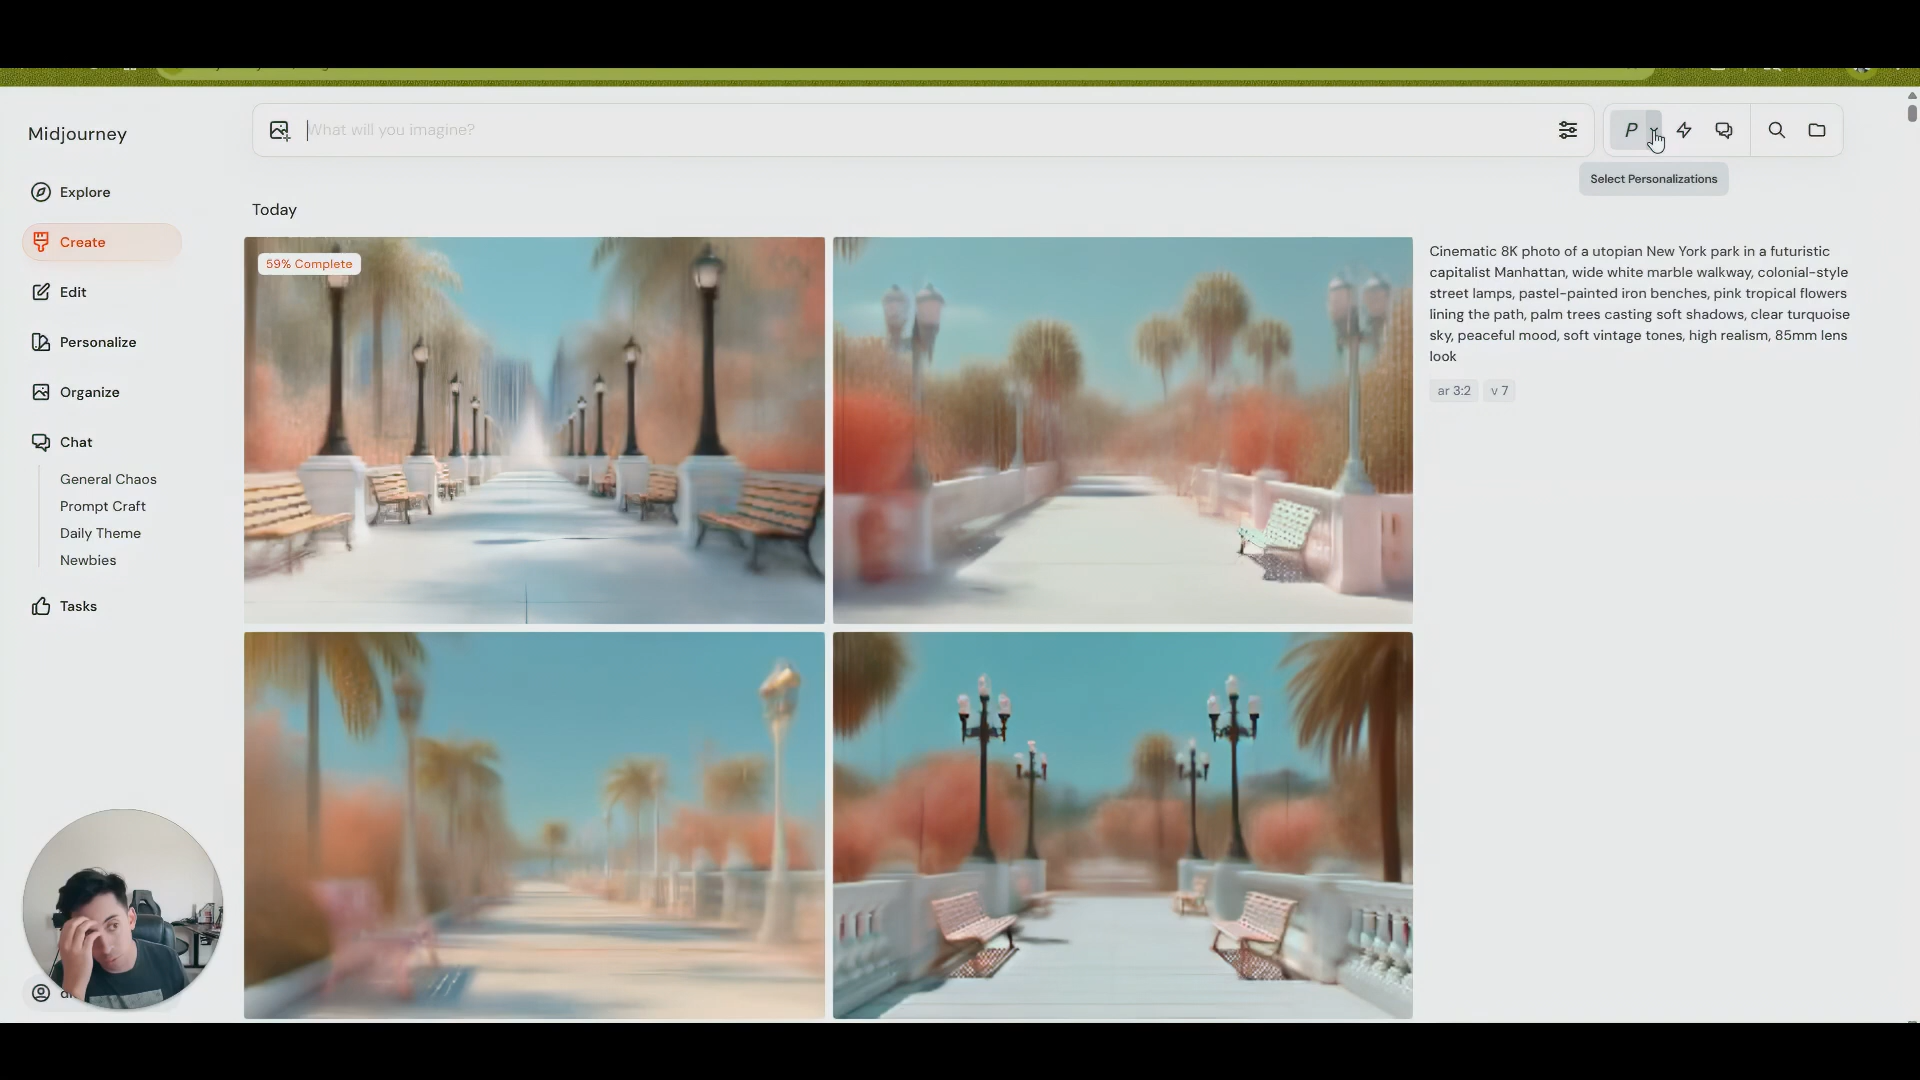 Midjourney
What will you imagine?
P
Select Personalizations
Explore
Create
Edit
Personalize
Organize
Chat
General Chaos
Prompt Craft
Daily Theme
Newbies
Tasks
Today
59% Complete
Cinematic 8K photo of a utopian New York park in a futuristic
capitalist Manhattan, wide white marble walkway, colonial-style
street lamps, pastel-painted iron benches, pink tropical flowers
lining the path, palm trees casting soft shadows, clear turquoise
sky, peaceful mood, soft vintage tones, high realism, 85mm lens
look
ar 3:2 v 7